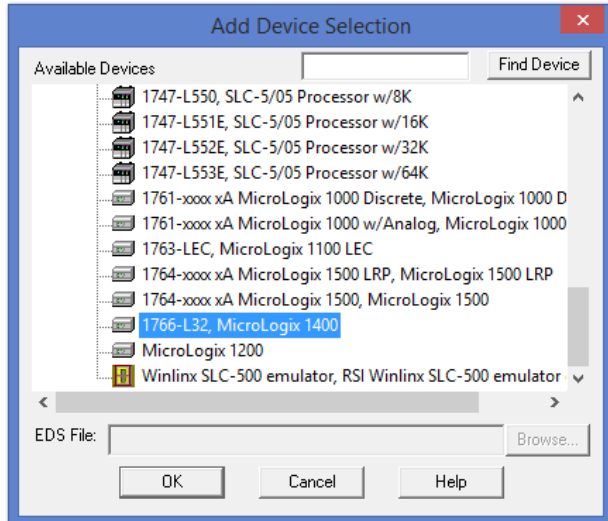 Add Device Selection
Available Devices
Find Device
1747-L550, SLC-5/05 Processor w/8K
1747-L551E, SLC-5/05 Processor w/16K
1747-L552E, SLC-5/05 Processor w/32K
1747-L553E, SLC-5/05 Processor w/64K
1761-xxxx xA MicroLogix 1000 Discrete, MicroLogix 1000 D
1761-xxxx xA MicroLogix 1000 w/Analog, MicroLogix 1000
1763-LEC, MicroLogix 1100 LEC
1764-xxxx xA MicroLogix 1500 LRP, MicroLogix 1500 LRP
1764-xxxx xA MicroLogix 1500, MicroLogix 1500
1766-L32, MicroLogix 1400
MicroLogix 1200
Winlinx SLC-500 emulator, RSI Winlinx SLC-500 emulator
EDS File:
Browse...
OK
Cancel
Help